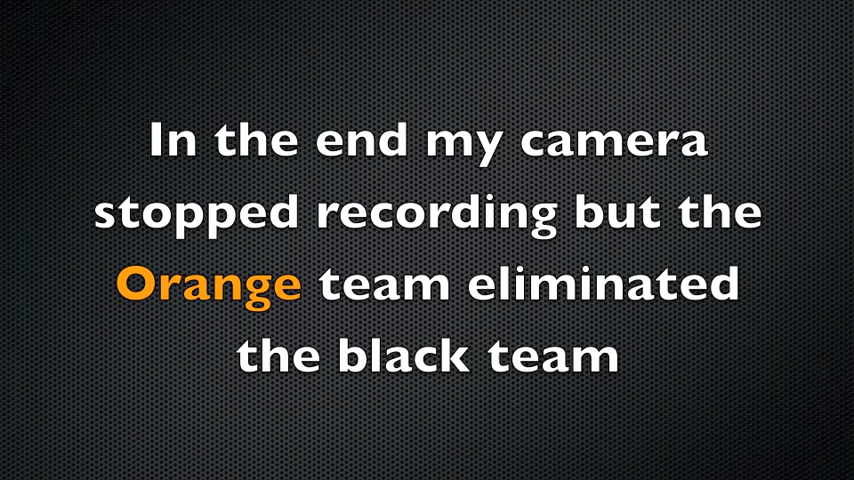 In the end my camera
stopped recording but the
Orange team eliminated
the black team